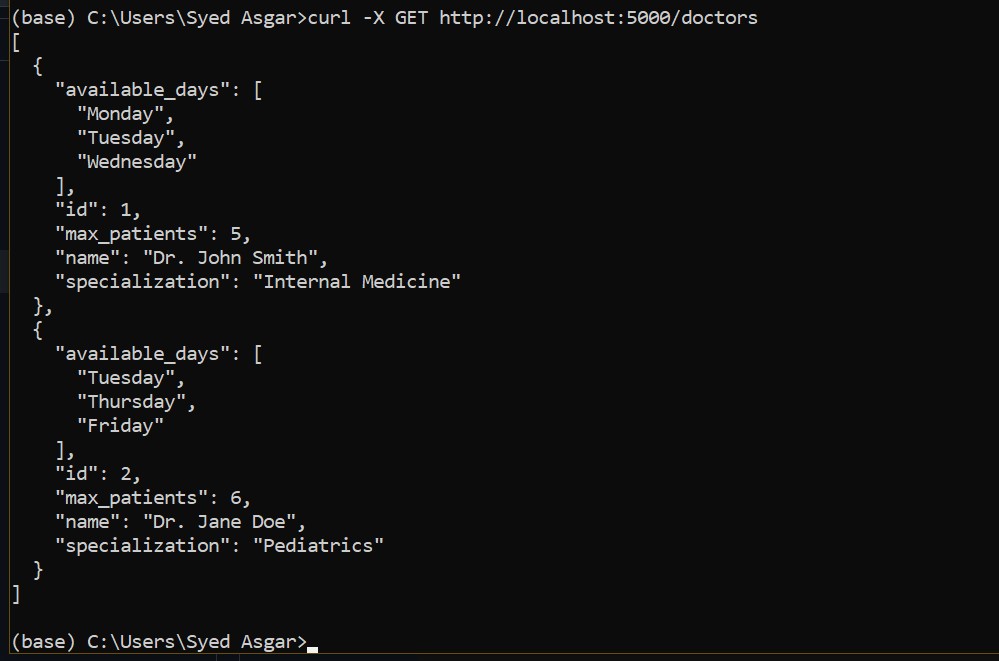 (base) C:\Users\Syed Asgar>curl -X GET http://localhost:5000/doctors
[
  {
    "available_days": [
      "Monday",
      "Tuesday",
      "Wednesday"
    ],
    "id": 1,
    "max_patients": 5,
    "name": "Dr. John Smith",
    "specialization": "Internal Medicine"
  },
  {
    "available_days": [
      "Tuesday",
      "Thursday",
      "Friday"
    ],
    "id": 2,
    "max_patients": 6,
    "name": "Dr. Jane Doe",
    "specialization": "Pediatrics"
  }
]

(base) C:\Users\Syed Asgar>